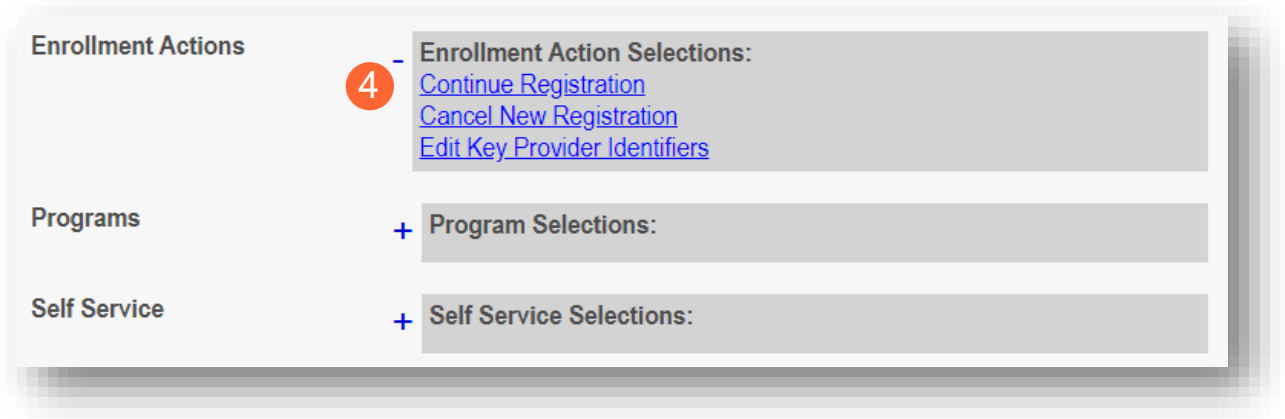 Enrollment Actions
- Enrollment Action Selections:
4 Continue Registration
Cancel New Registration
Edit Key Provider Identifiers
Programs
+ Program Selections:
Self Service
+ Self Service Selections: